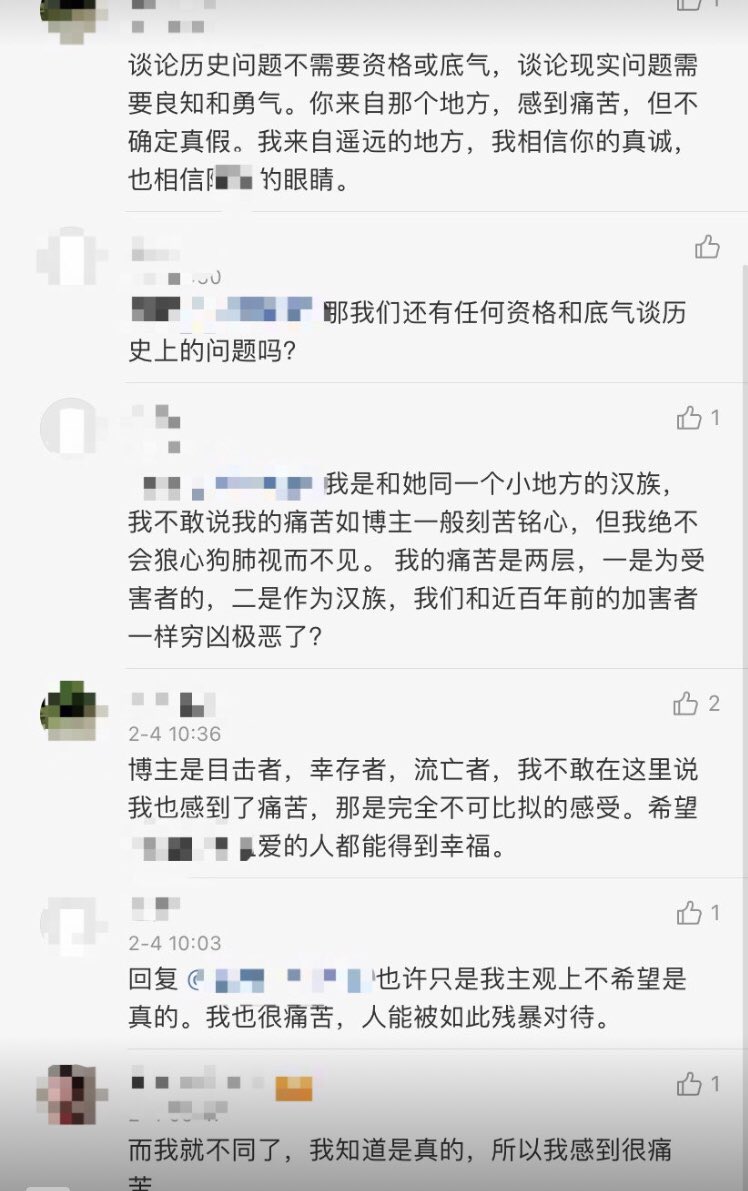 谈论历史问题不需要资格或底气，谈论现实问题需
要良知和勇气。你来自那个地方，感到痛苦，但不
确定真假。我来自遥远的地方，我相信你的真诚，
也相信 的眼睛。
那我们还有任何资格和底气谈历
史上的问题吗？
1
我是和她同一个小地方的汉族，
我不敢说我的痛苦如博主一般刻苦铭心，但我绝不
会狼心狗肺视而不见。 我的痛苦是两层，一是为受
害者的，二是作为汉族，我们和近百年前的加害者
一样穷凶极恶了？
2
2-4 10:36
博主是目击者，幸存者，流亡者，我不敢在这里说
我也感到了痛苦，那是完全不可比拟的感受。希望
爱的人都能得到幸福。
1
2-4 10:03
回复 @ 也许只是我主观上不希望是
真的。我也很痛苦，人能被如此残暴对待。
1
而我就不同了，我知道是真的，所以我感到很痛
苦